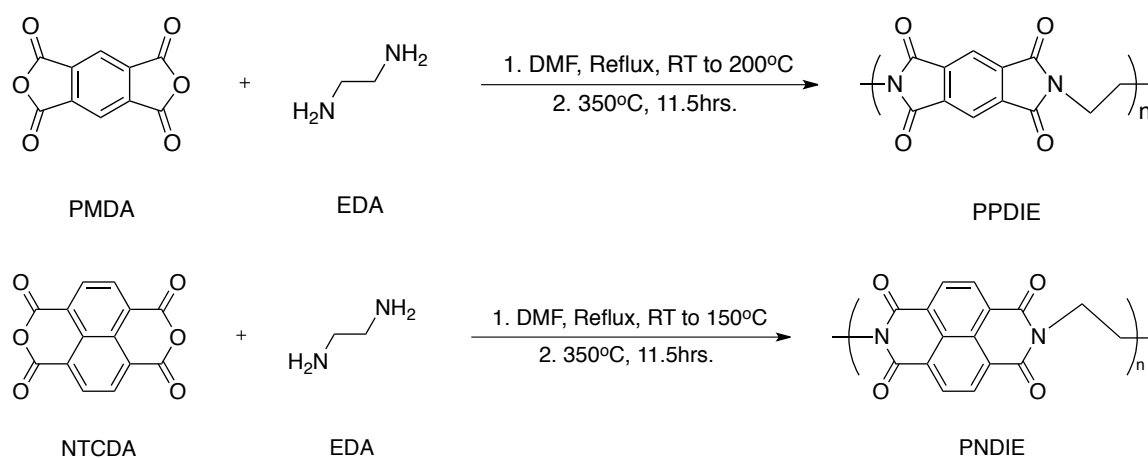 O O O O O O
+
NH₂
H₂N
1. DMF, Reflux, RT to 200ºC
2. 350ºC, 11.5hrs.
O O N N O O n
PMDA
EDA
PPDIE
O O O O O O
+
NH₂
H₂N
1. DMF, Reflux, RT to 150ºC
2. 350ºC, 11.5hrs.
O O N N O O n
NTCDA
EDA
PNDIE